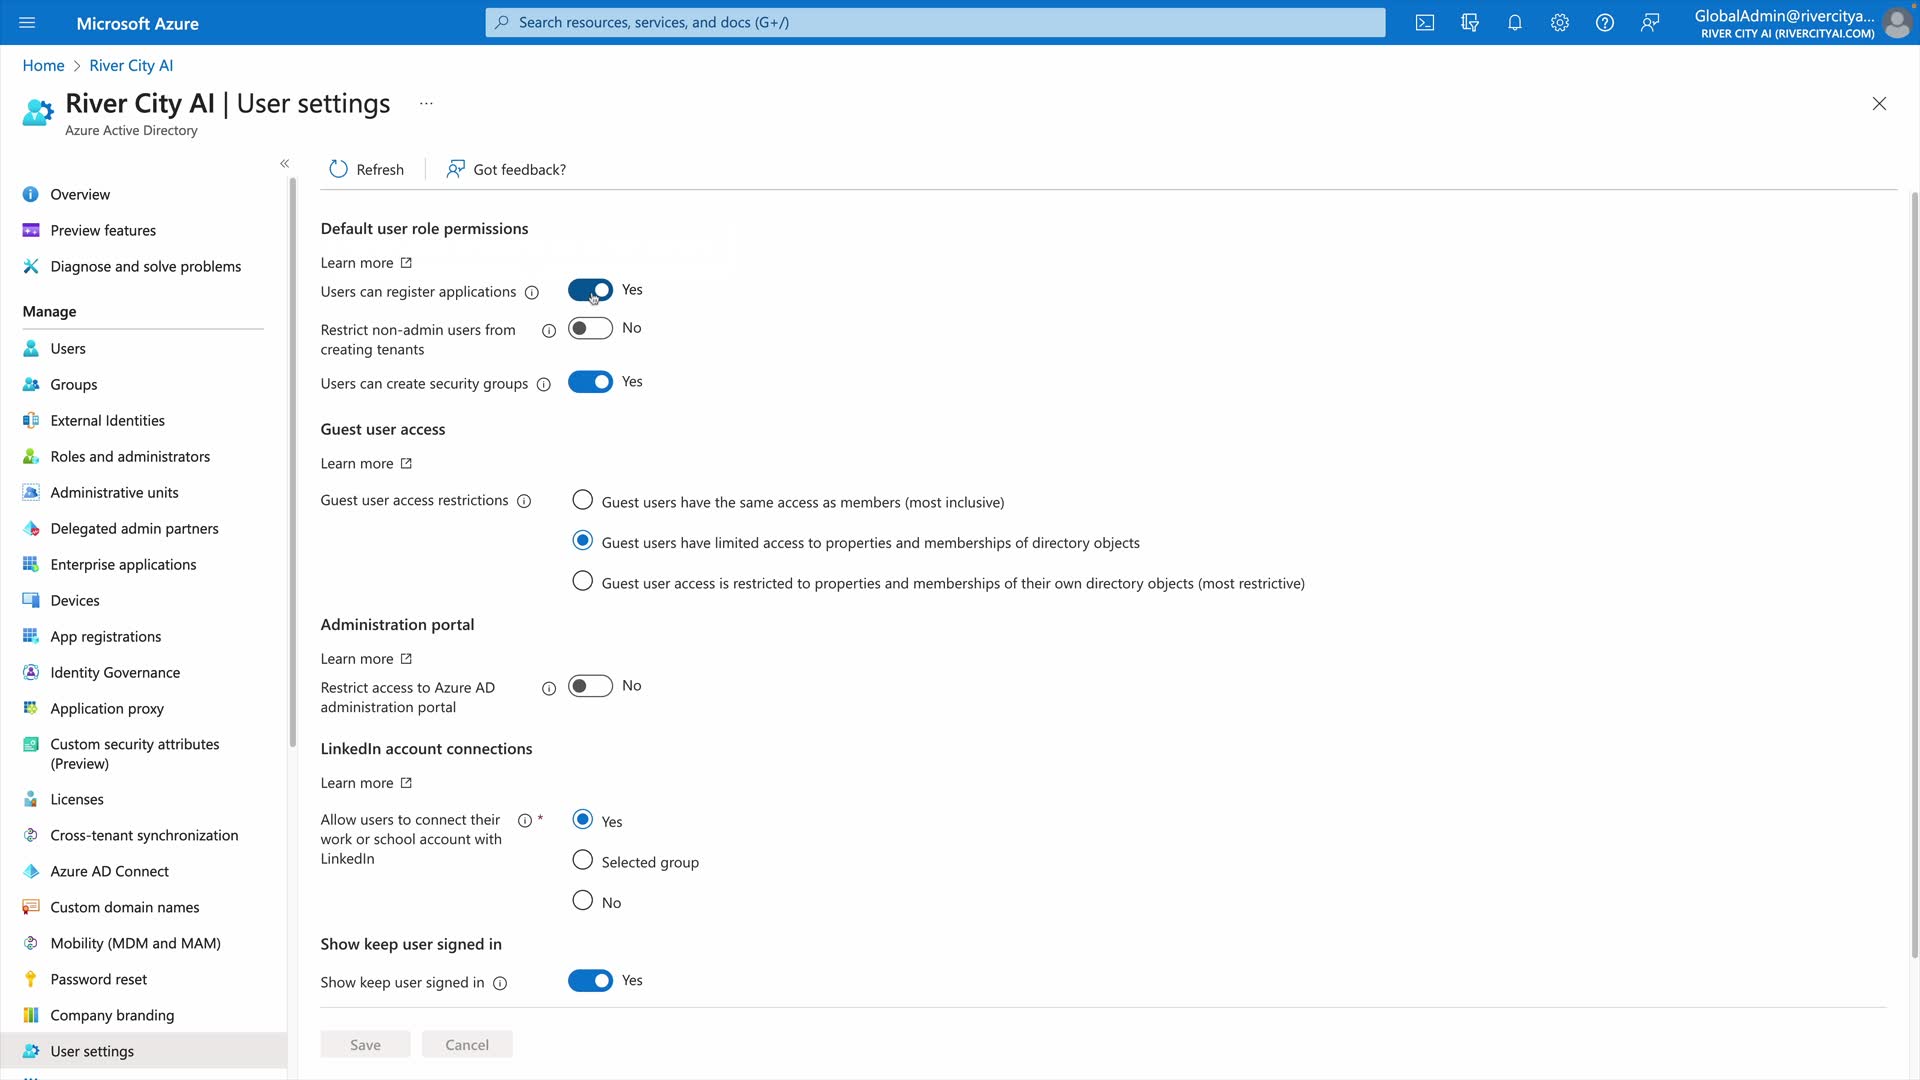 Microsoft Azure
Search resources, services, and docs (G+/)
GlobalAdmin@rivercitya...
RIVER CITY AI (RIVERCITYAI.COM)
Home > River City AI
River City AI | User settings ...
Azure Active Directory
«
Refresh
Got feedback?
Overview
Preview features
Diagnose and solve problems
Manage
Users
Groups
External Identities
Roles and administrators
Administrative units
Delegated admin partners
Enterprise applications
Devices
App registrations
Identity Governance
Application proxy
Custom security attributes
(Preview)
Licenses
Cross-tenant synchronization
Azure AD Connect
Custom domain names
Mobility (MDM and MAM)
Password reset
Company branding
User settings
Default user role permissions
Learn more
Users can register applications
Yes
Restrict non-admin users from
creating tenants
No
Users can create security groups
Yes
Guest user access
Learn more
Guest user access restrictions
Guest users have the same access as members (most inclusive)
Guest users have limited access to properties and memberships of directory objects
Guest user access is restricted to properties and memberships of their own directory objects (most restrictive)
Administration portal
Learn more
Restrict access to Azure AD
administration portal
No
LinkedIn account connections
Learn more
Allow users to connect their
work or school account with
LinkedIn
*
Yes
Selected group
No
Show keep user signed in
Show keep user signed in
Yes
Save
Cancel